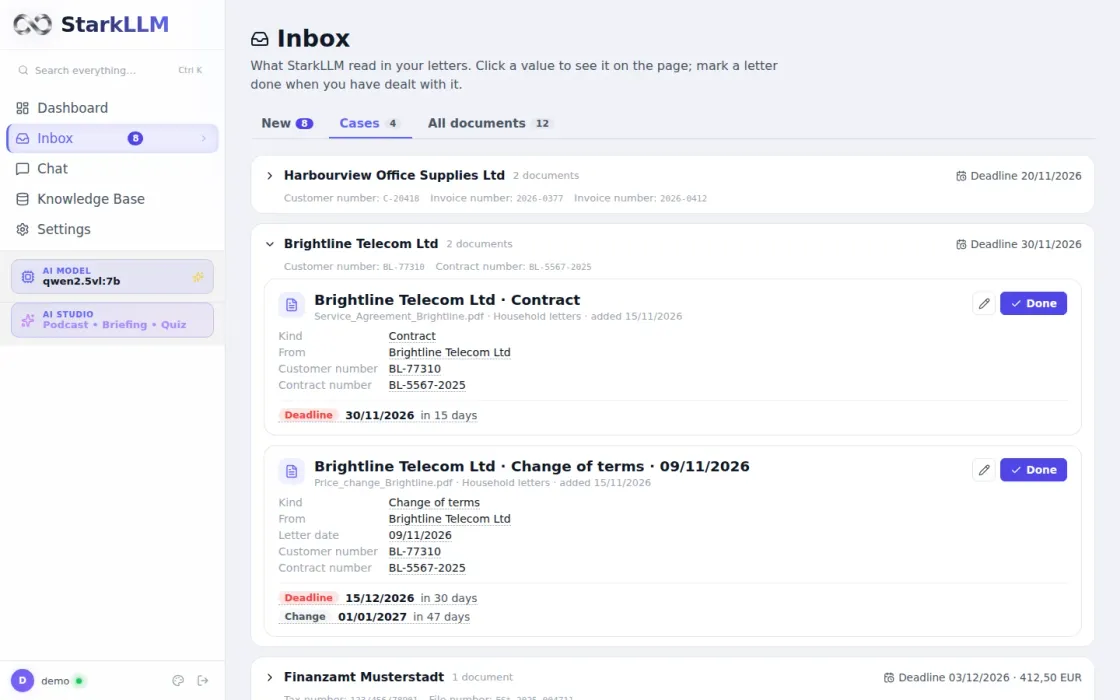 StarkLLM
Search everything... Ctrl K
Dashboard
Inbox 8
Chat
Knowledge Base
Settings
AI MODEL
qwen2.5vl:7b
AI STUDIO
Podcast • Briefing • Quiz
D demo
Inbox
What StarkLLM read in your letters. Click a value to see it on the page; mark a letter
done when you have dealt with it.
New 8 Cases 4 All documents 12
Harbourview Office Supplies Ltd 2 documents Deadline 20/11/2026
Customer number: C-20418 Invoice number: 2026-0377 Invoice number: 2026-0412
Brightline Telecom Ltd 2 documents Deadline 30/11/2026
Customer number: BL-77310 Contract number: BL-5567-2025
Brightline Telecom Ltd · Contract Done
Service_Agreement_Brightline.pdf · Household letters · added 15/11/2026
Kind Contract
From Brightline Telecom Ltd
Customer number BL-77310
Contract number BL-5567-2025
Deadline 30/11/2026 in 15 days
Brightline Telecom Ltd · Change of terms · 09/11/2026 Done
Price_change_Brightline.pdf · Household letters · added 15/11/2026
Kind Change of terms
From Brightline Telecom Ltd
Letter date 09/11/2026
Customer number BL-77310
Contract number BL-5567-2025
Deadline 15/12/2026 in 30 days
Change 01/01/2027 in 47 days
Finanzamt Musterstadt 1 document Deadline 03/12/2026 · 412,50 EUR
Tax number: File number: